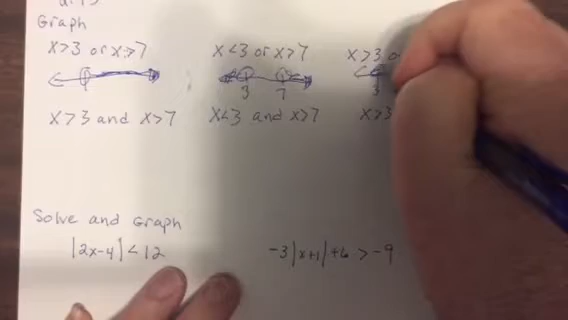 Graph
x>3 or x>7 x<3 or x>7 x>3 o
3 7 3
x>3 and x>7 x<3 and x>7 x>3
Solve and Graph
|2x-4|<12 -3|x+1|+6>-9